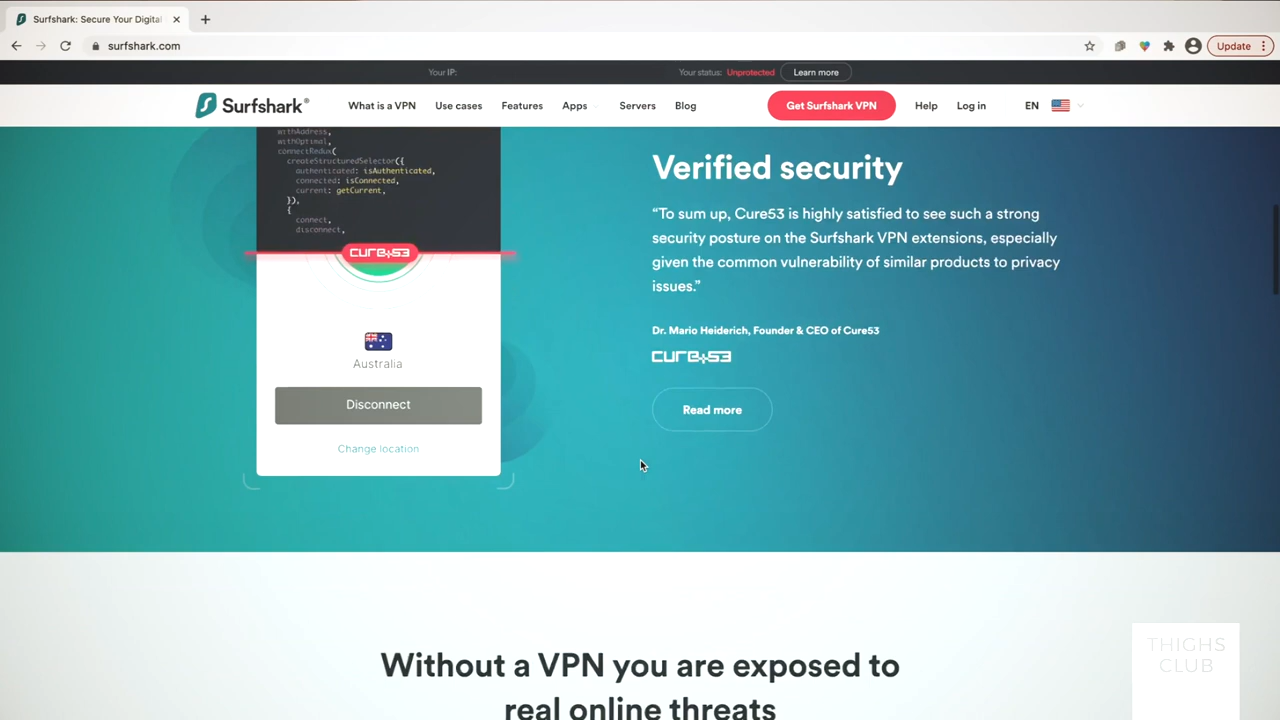 Surfshark: Secure Your Digital
surfshark.com
Update
Your IP:
Your status: Unprotected
Learn more
Surfshark®
What is a VPN
Use cases
Features
Apps
Servers
Blog
Get Surfshark VPN
Help
Log in
EN
withAddress,
withOptimal,
connectRedux(
createStructuredSelector({
authenticated: isAuthenticated,
connected: isConnected,
current: getCurrent,
}),
{
connect,
disconnect,
cure53
Australia
Disconnect
Change location
Verified security
“To sum up, Cure53 is highly satisfied to see such a strong
security posture on the Surfshark VPN extensions, especially
given the common vulnerability of similar products to privacy
issues.”
Dr. Mario Heiderich, Founder & CEO of Cure53
cure53
Read more
Without a VPN you are exposed to
real online threats
THIGHS
CLUB